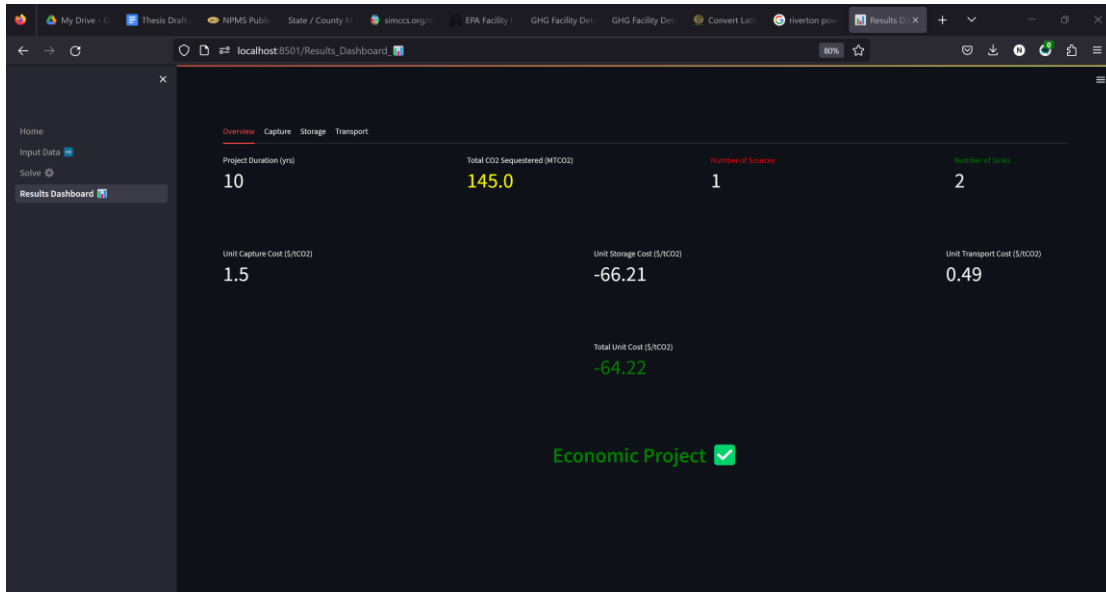 My Drive - G
Thesis Draft
NPMS Public
State / County M
simccs.org/
EPA Facility L
GHG Facility Det
GHG Facility Det
Convert Lati
riverton pow
Results Da
localhost:8501/Results_Dashboard_
80%
Home
Input Data
Solve
Results Dashboard
Overview Capture Storage Transport
Project Duration (yrs)
10
Total CO2 Sequestered (MTCO2)
145.0
Number of Sources
1
Number of Sinks
2
Unit Capture Cost ($/tCO2)
1.5
Unit Storage Cost ($/tCO2)
-66.21
Unit Transport Cost ($/tCO2)
0.49
Total Unit Cost ($/tCO2)
-64.22
Economic Project